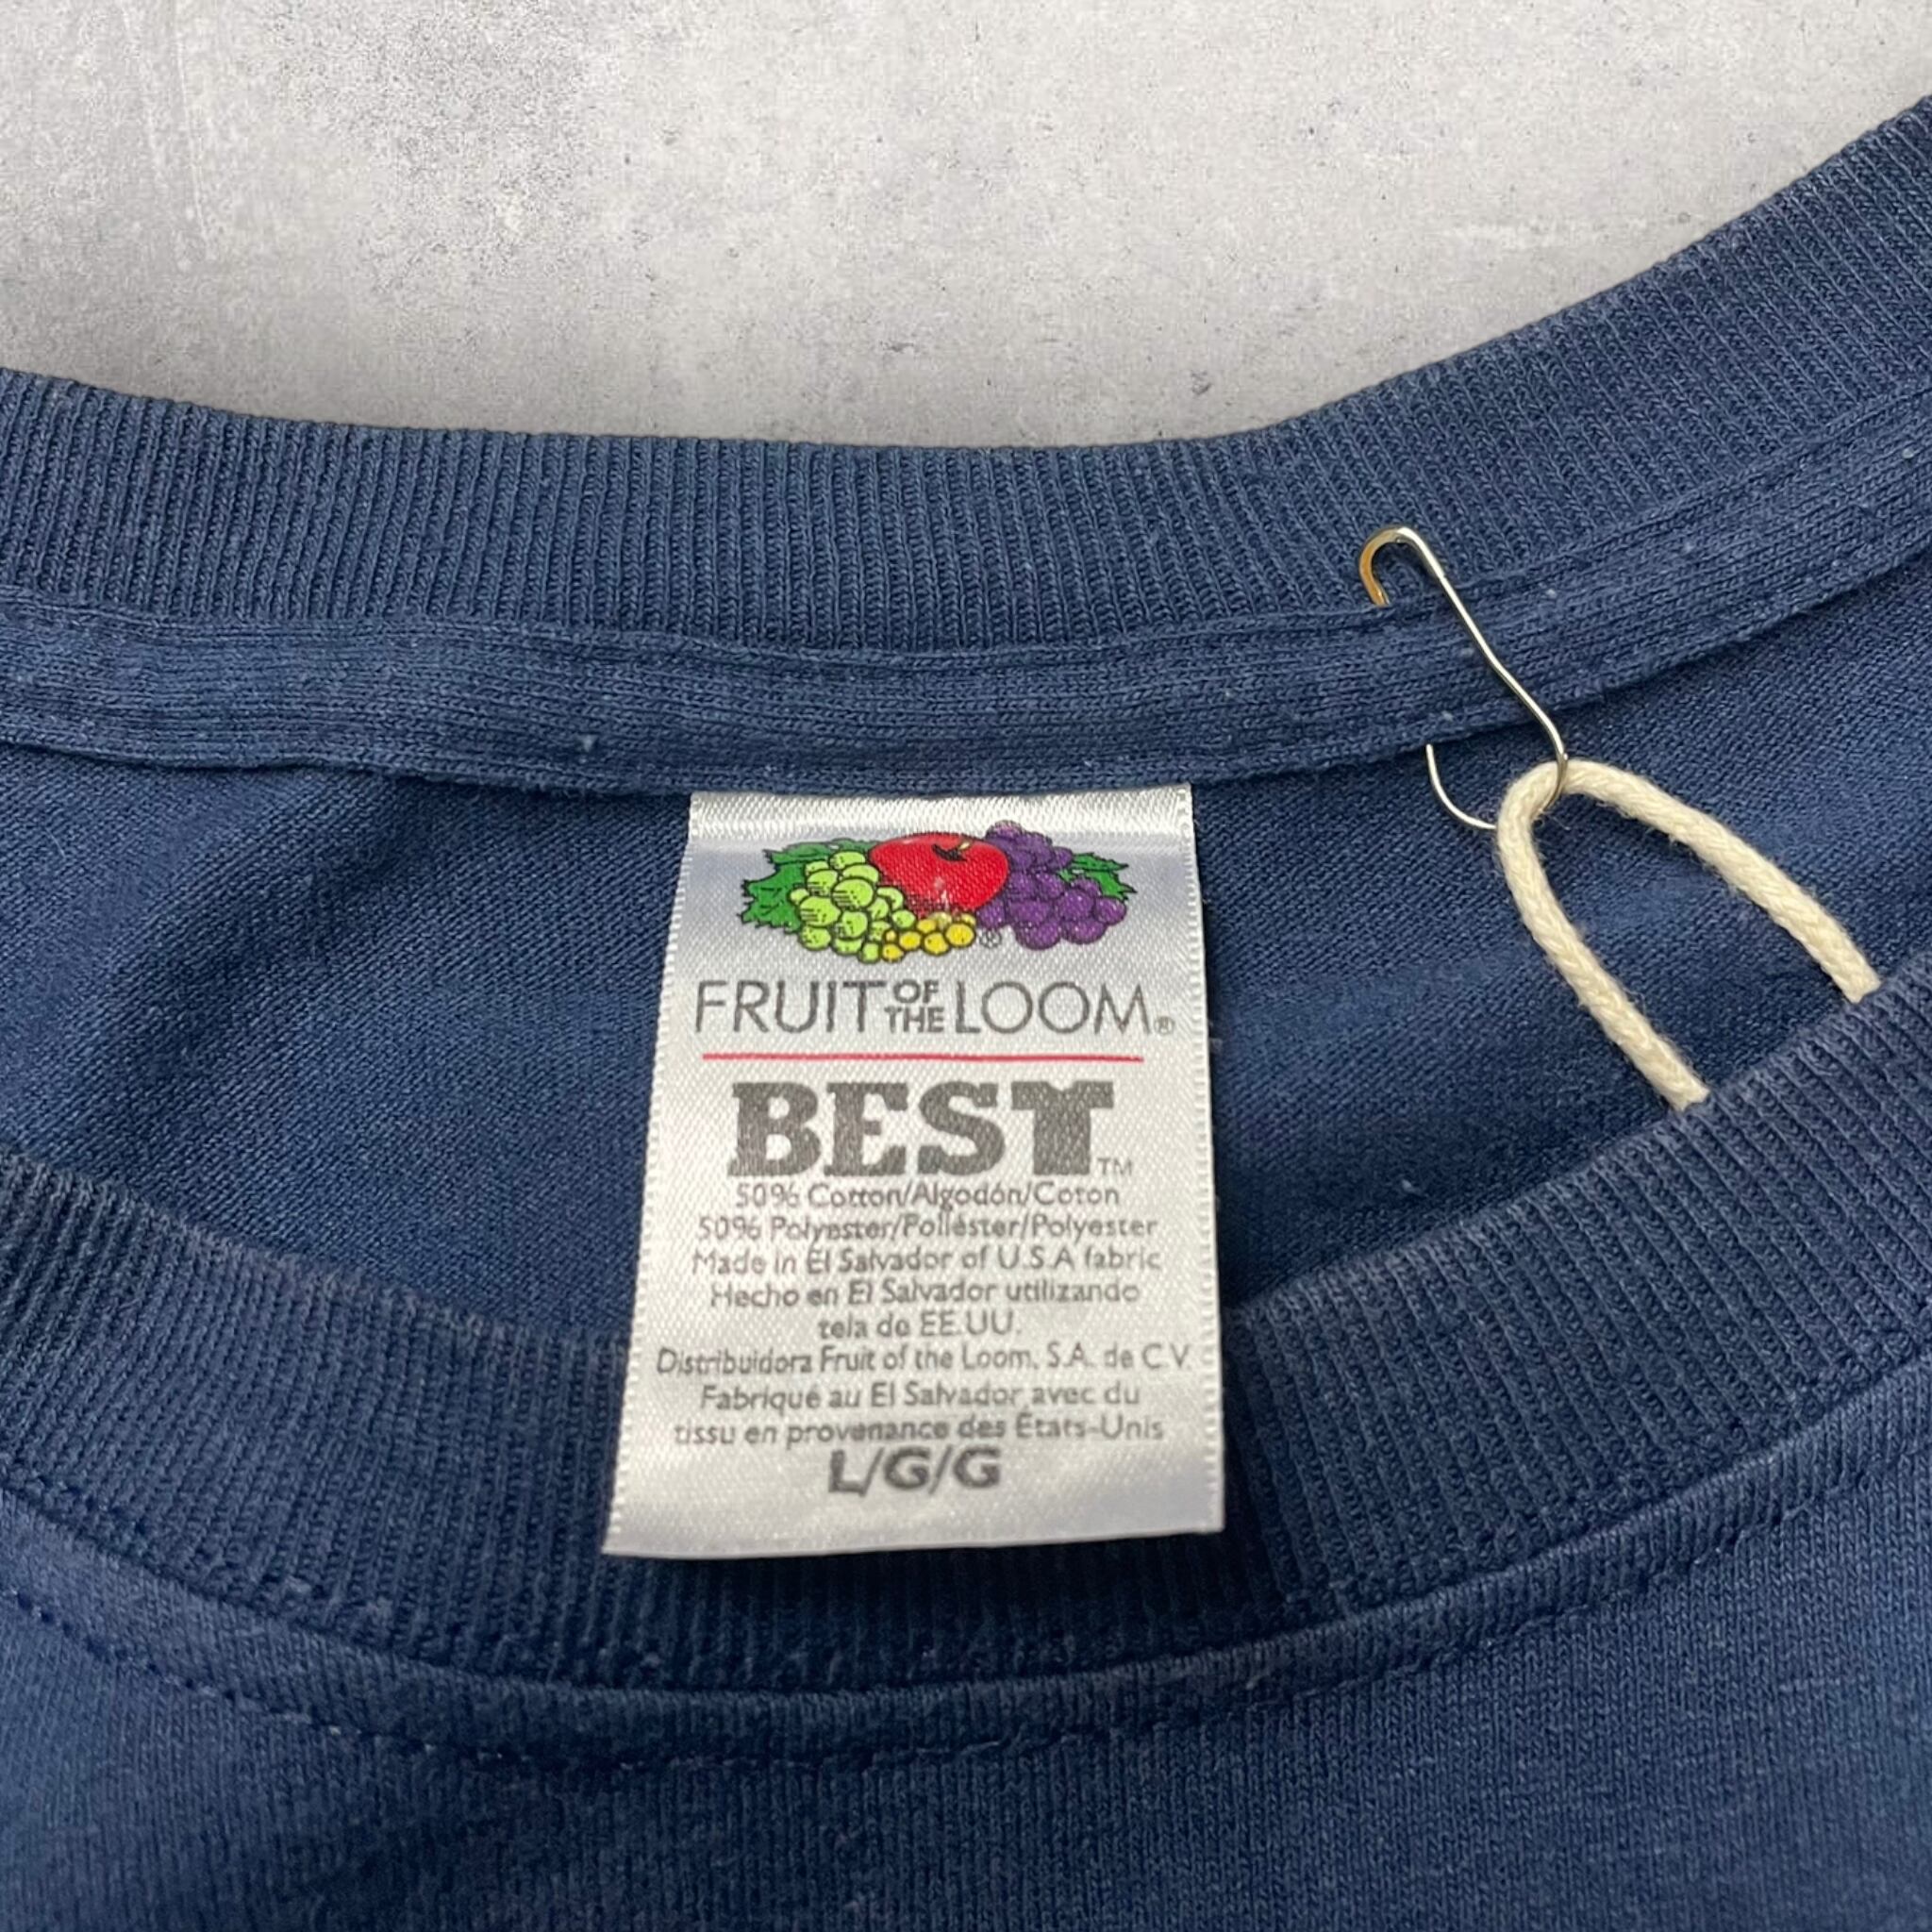 FRUIT OF THE LOOM®
BEST™
50% Cotton/Algodón/Coton
50% Polyester/Poliéster/Polyester
Made in El Salvador of U.S.A fabric
Hecho en El Salvador utilizando
tela de EE.UU.
Distribuidora Fruit of the Loom, S.A. de C.V.
Fabriqué au El Salvador avec du
tissu en provenance des États-Unis
L/G/G